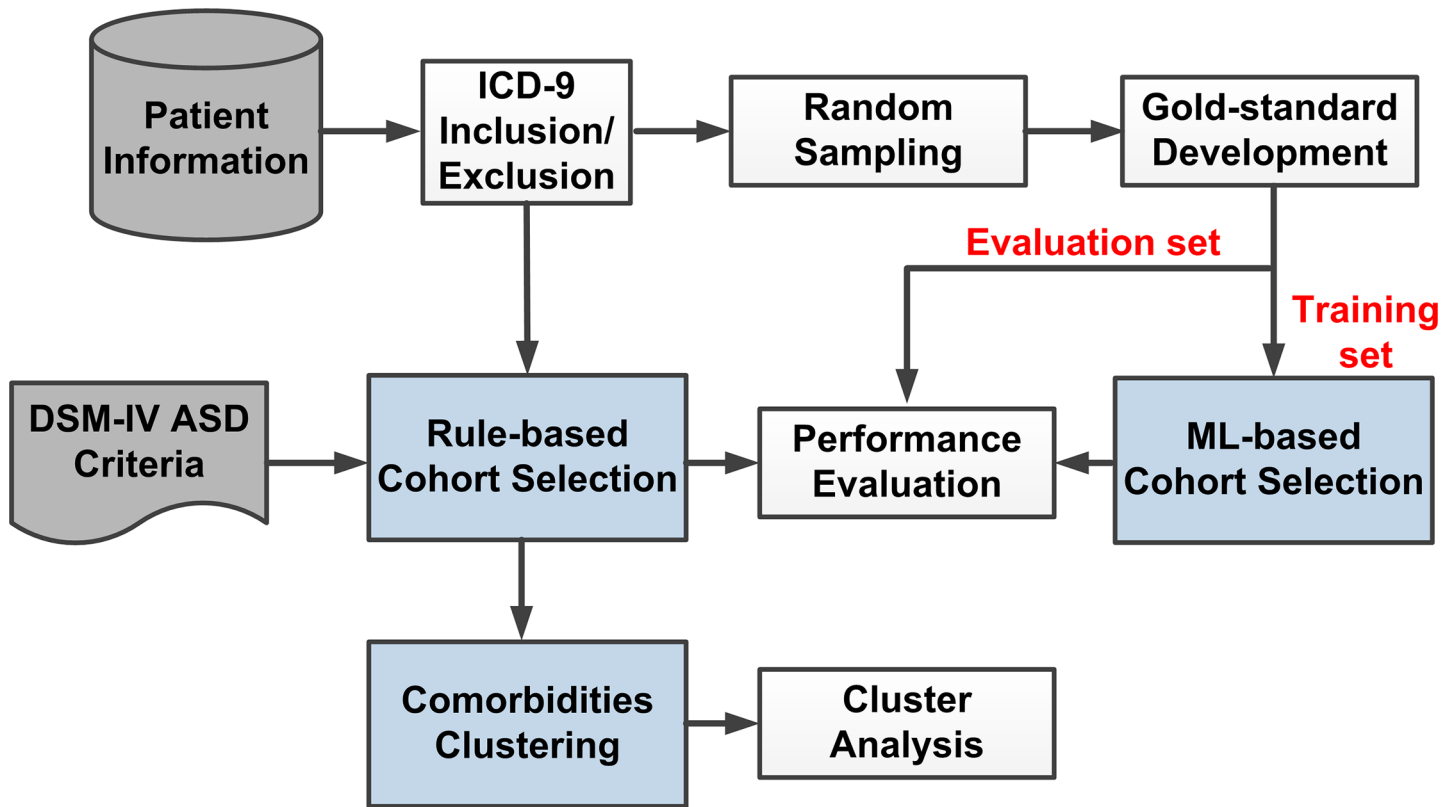 Patient
Information
ICD-9
Inclusion/
Exclusion
Random
Sampling
Gold-standard
Development
Evaluation set
Training
set
DSM-IV ASD
Criteria
Rule-based
Cohort Selection
Performance
Evaluation
ML-based
Cohort Selection
Comorbidities
Clustering
Cluster
Analysis